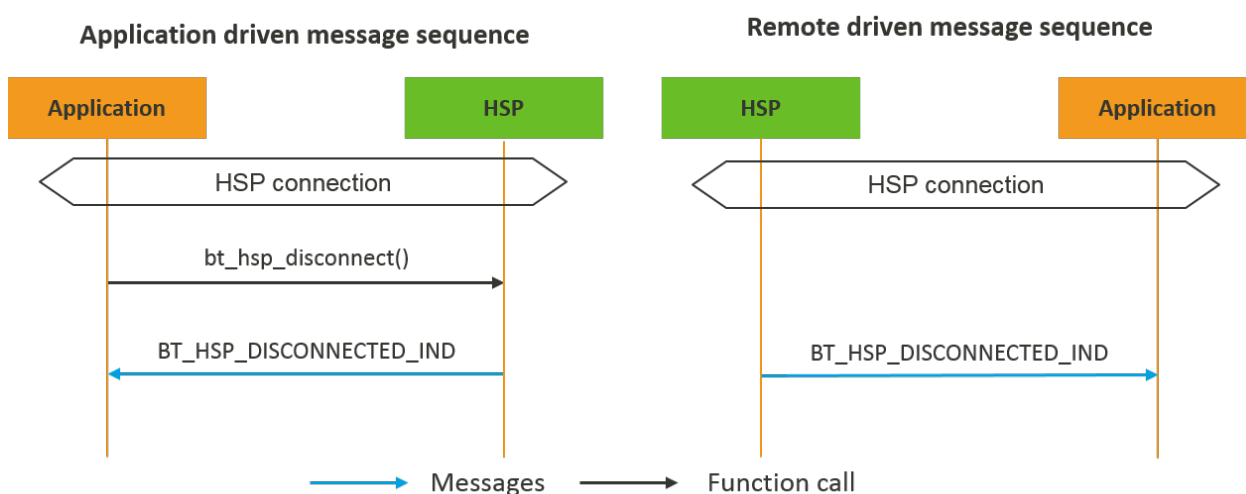 Application driven message sequence
Remote driven message sequence
Application
HSP
HSP
Application
HSP connection
HSP connection
bt_hsp_disconnect()
BT_HSP_DISCONNECTED_IND
BT_HSP_DISCONNECTED_IND
Messages
Function call